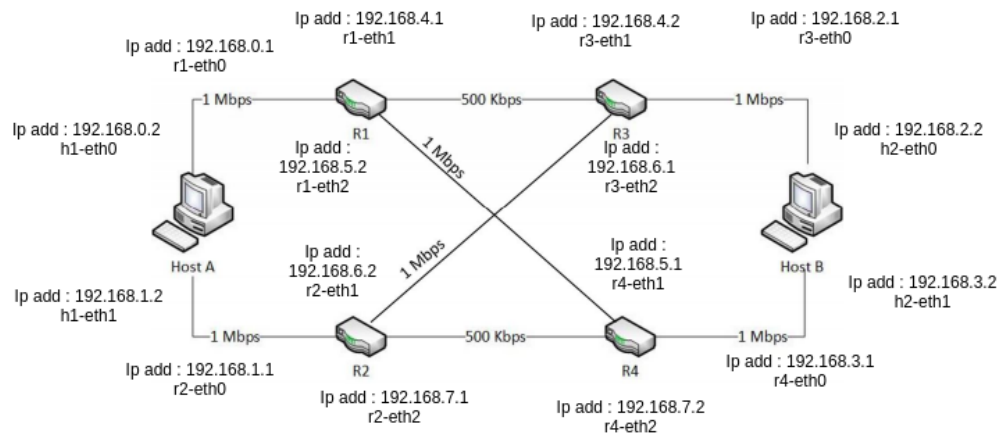 Ip add : 192.168.4.1
r1-eth1
Ip add : 192.168.4.2
r3-eth1
Ip add : 192.168.2.1
r3-eth0
Ip add : 192.168.0.1
r1-eth0
1 Mbps
500 Kbps
1 Mbps
R1
R3
Ip add : 192.168.0.2
h1-eth0
Ip add :
192.168.5.2
r1-eth2
1 Mbps
Ip add :
192.168.6.1
r3-eth2
Ip add : 192.168.2.2
h2-eth0
Host A
Host B
Ip add :
192.168.6.2
r2-eth1
1 Mbps
Ip add :
192.168.5.1
r4-eth1
Ip add : 192.168.1.2
h1-eth1
Ip add : 192.168.3.2
h2-eth1
1 Mbps
500 Kbps
1 Mbps
R2
R4
Ip add : 192.168.1.1
r2-eth0
Ip add : 192.168.3.1
r4-eth0
Ip add : 192.168.7.1
r2-eth2
Ip add : 192.168.7.2
r4-eth2